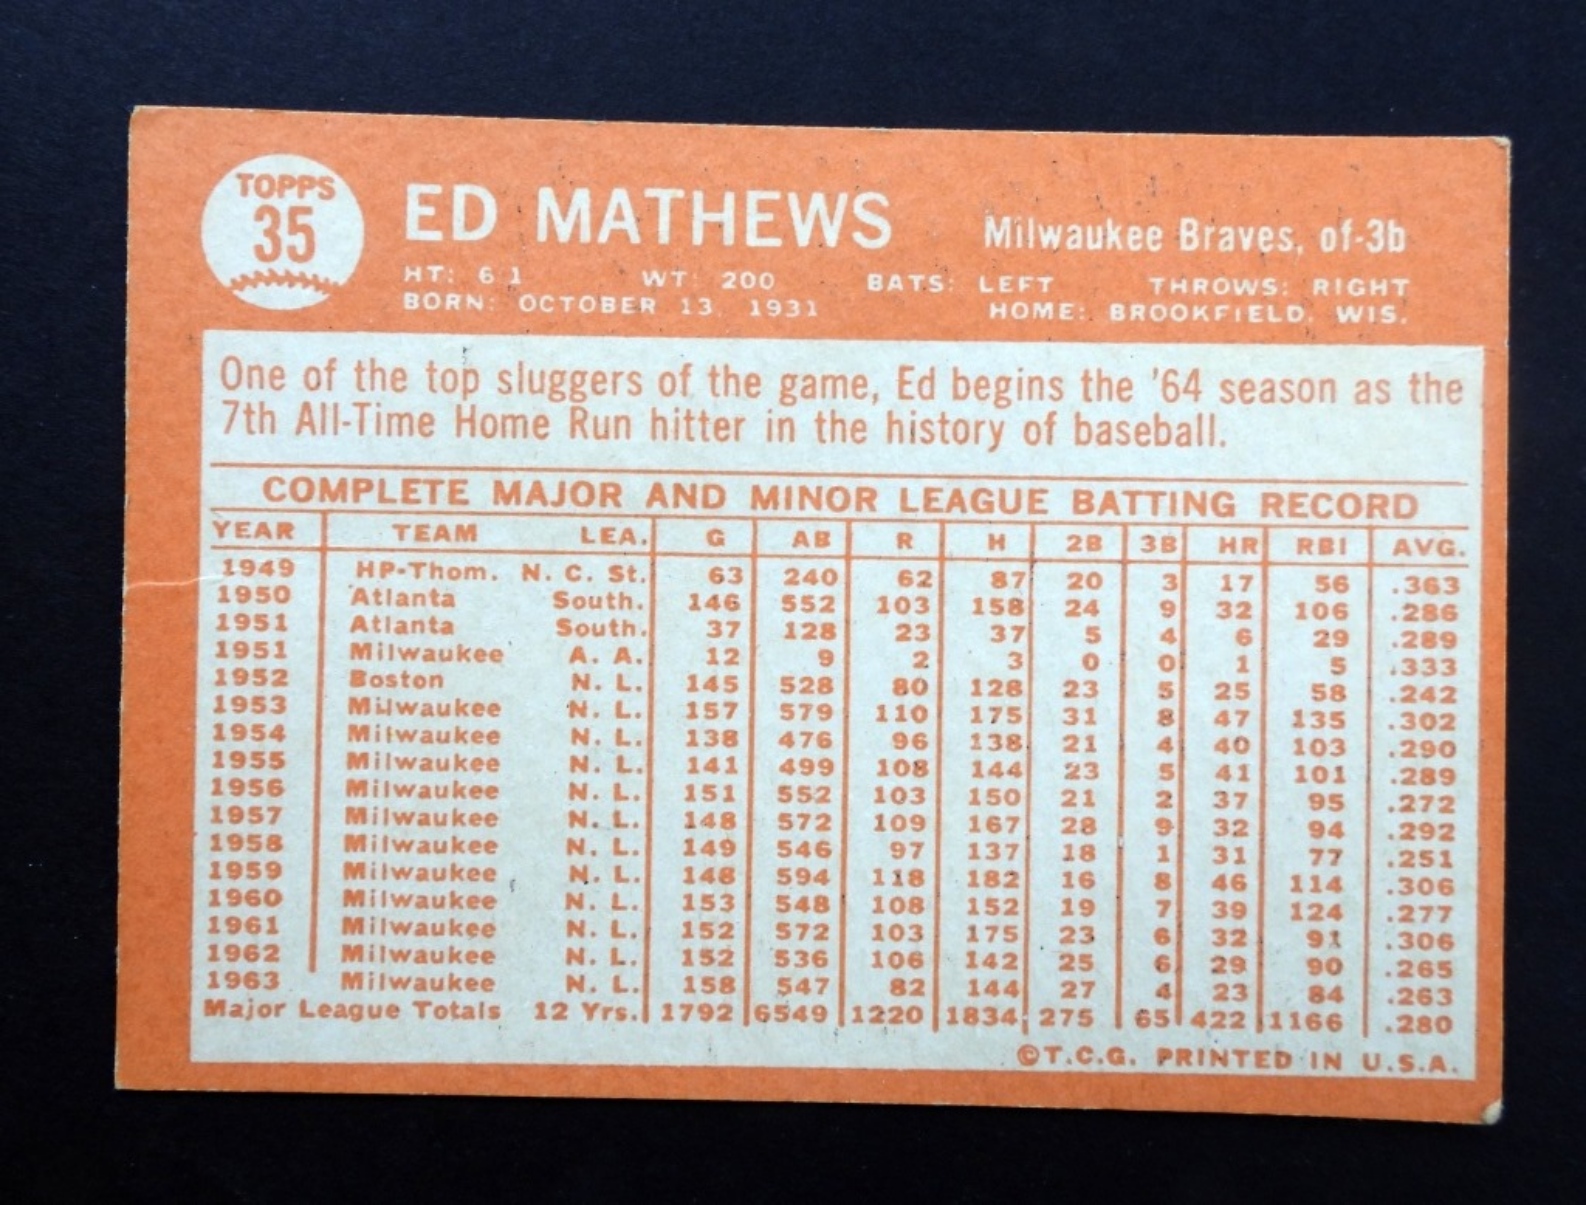 TOPPS
35
ED MATHEWS
Milwaukee Braves, of-3b
HT: 6 1 WT: 200 BATS: LEFT THROWS: RIGHT
BORN: OCTOBER 13, 1931 HOME: BROOKFIELD, WIS.
One of the top sluggers of the game, Ed begins the '64 season as the
7th All-Time Home Run hitter in the history of baseball.
COMPLETE MAJOR AND MINOR LEAGUE BATTING RECORD
YEAR TEAM LEA. G AB R H 2B 3B HR RBI AVG.
1949 HP-Thom. N. C. St. 63 240 62 87 20 3 17 56 .363
1950 Atlanta South. 146 552 103 158 24 9 32 106 .286
1951 Atlanta South. 37 128 23 37 5 4 6 29 .289
1951 Milwaukee A. A. 12 9 2 3 0 0 1 5 .333
1952 Boston N. L. 145 528 80 128 23 5 25 58 .242
1953 Milwaukee N. L. 157 579 110 175 31 8 47 135 .302
1954 Milwaukee N. L. 138 476 96 138 21 4 40 103 .290
1955 Milwaukee N. L. 141 499 108 144 23 5 41 101 .289
1956 Milwaukee N. L. 151 552 103 150 21 2 37 95 .272
1957 Milwaukee N. L. 148 572 109 167 28 9 32 94 .292
1958 Milwaukee N. L. 149 546 97 137 18 1 31 77 .251
1959 Milwaukee N. L. 148 594 118 182 16 8 46 114 .306
1960 Milwaukee N. L. 153 548 108 152 19 7 39 124 .277
1961 Milwaukee N. L. 152 572 103 175 23 6 32 91 .306
1962 Milwaukee N. L. 152 536 106 142 25 6 29 90 .265
1963 Milwaukee N. L. 158 547 82 144 27 4 23 84 .263
Major League Totals 12 Yrs. 1792 6549 1220 1834 275 65 422 1166 .280
©T.C.G. PRINTED IN U.S.A.